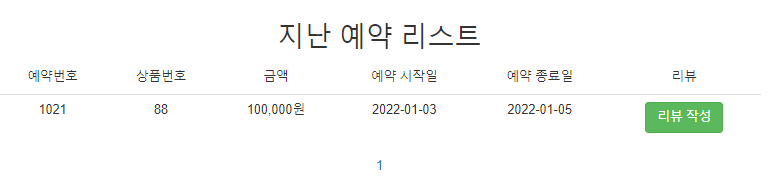 지난 예약 리스트
예약번호 상품번호 금액 예약 시작일 예약 종료일 리뷰
1021 88 100,000원 2022-01-03 2022-01-05 리뷰 작성
1